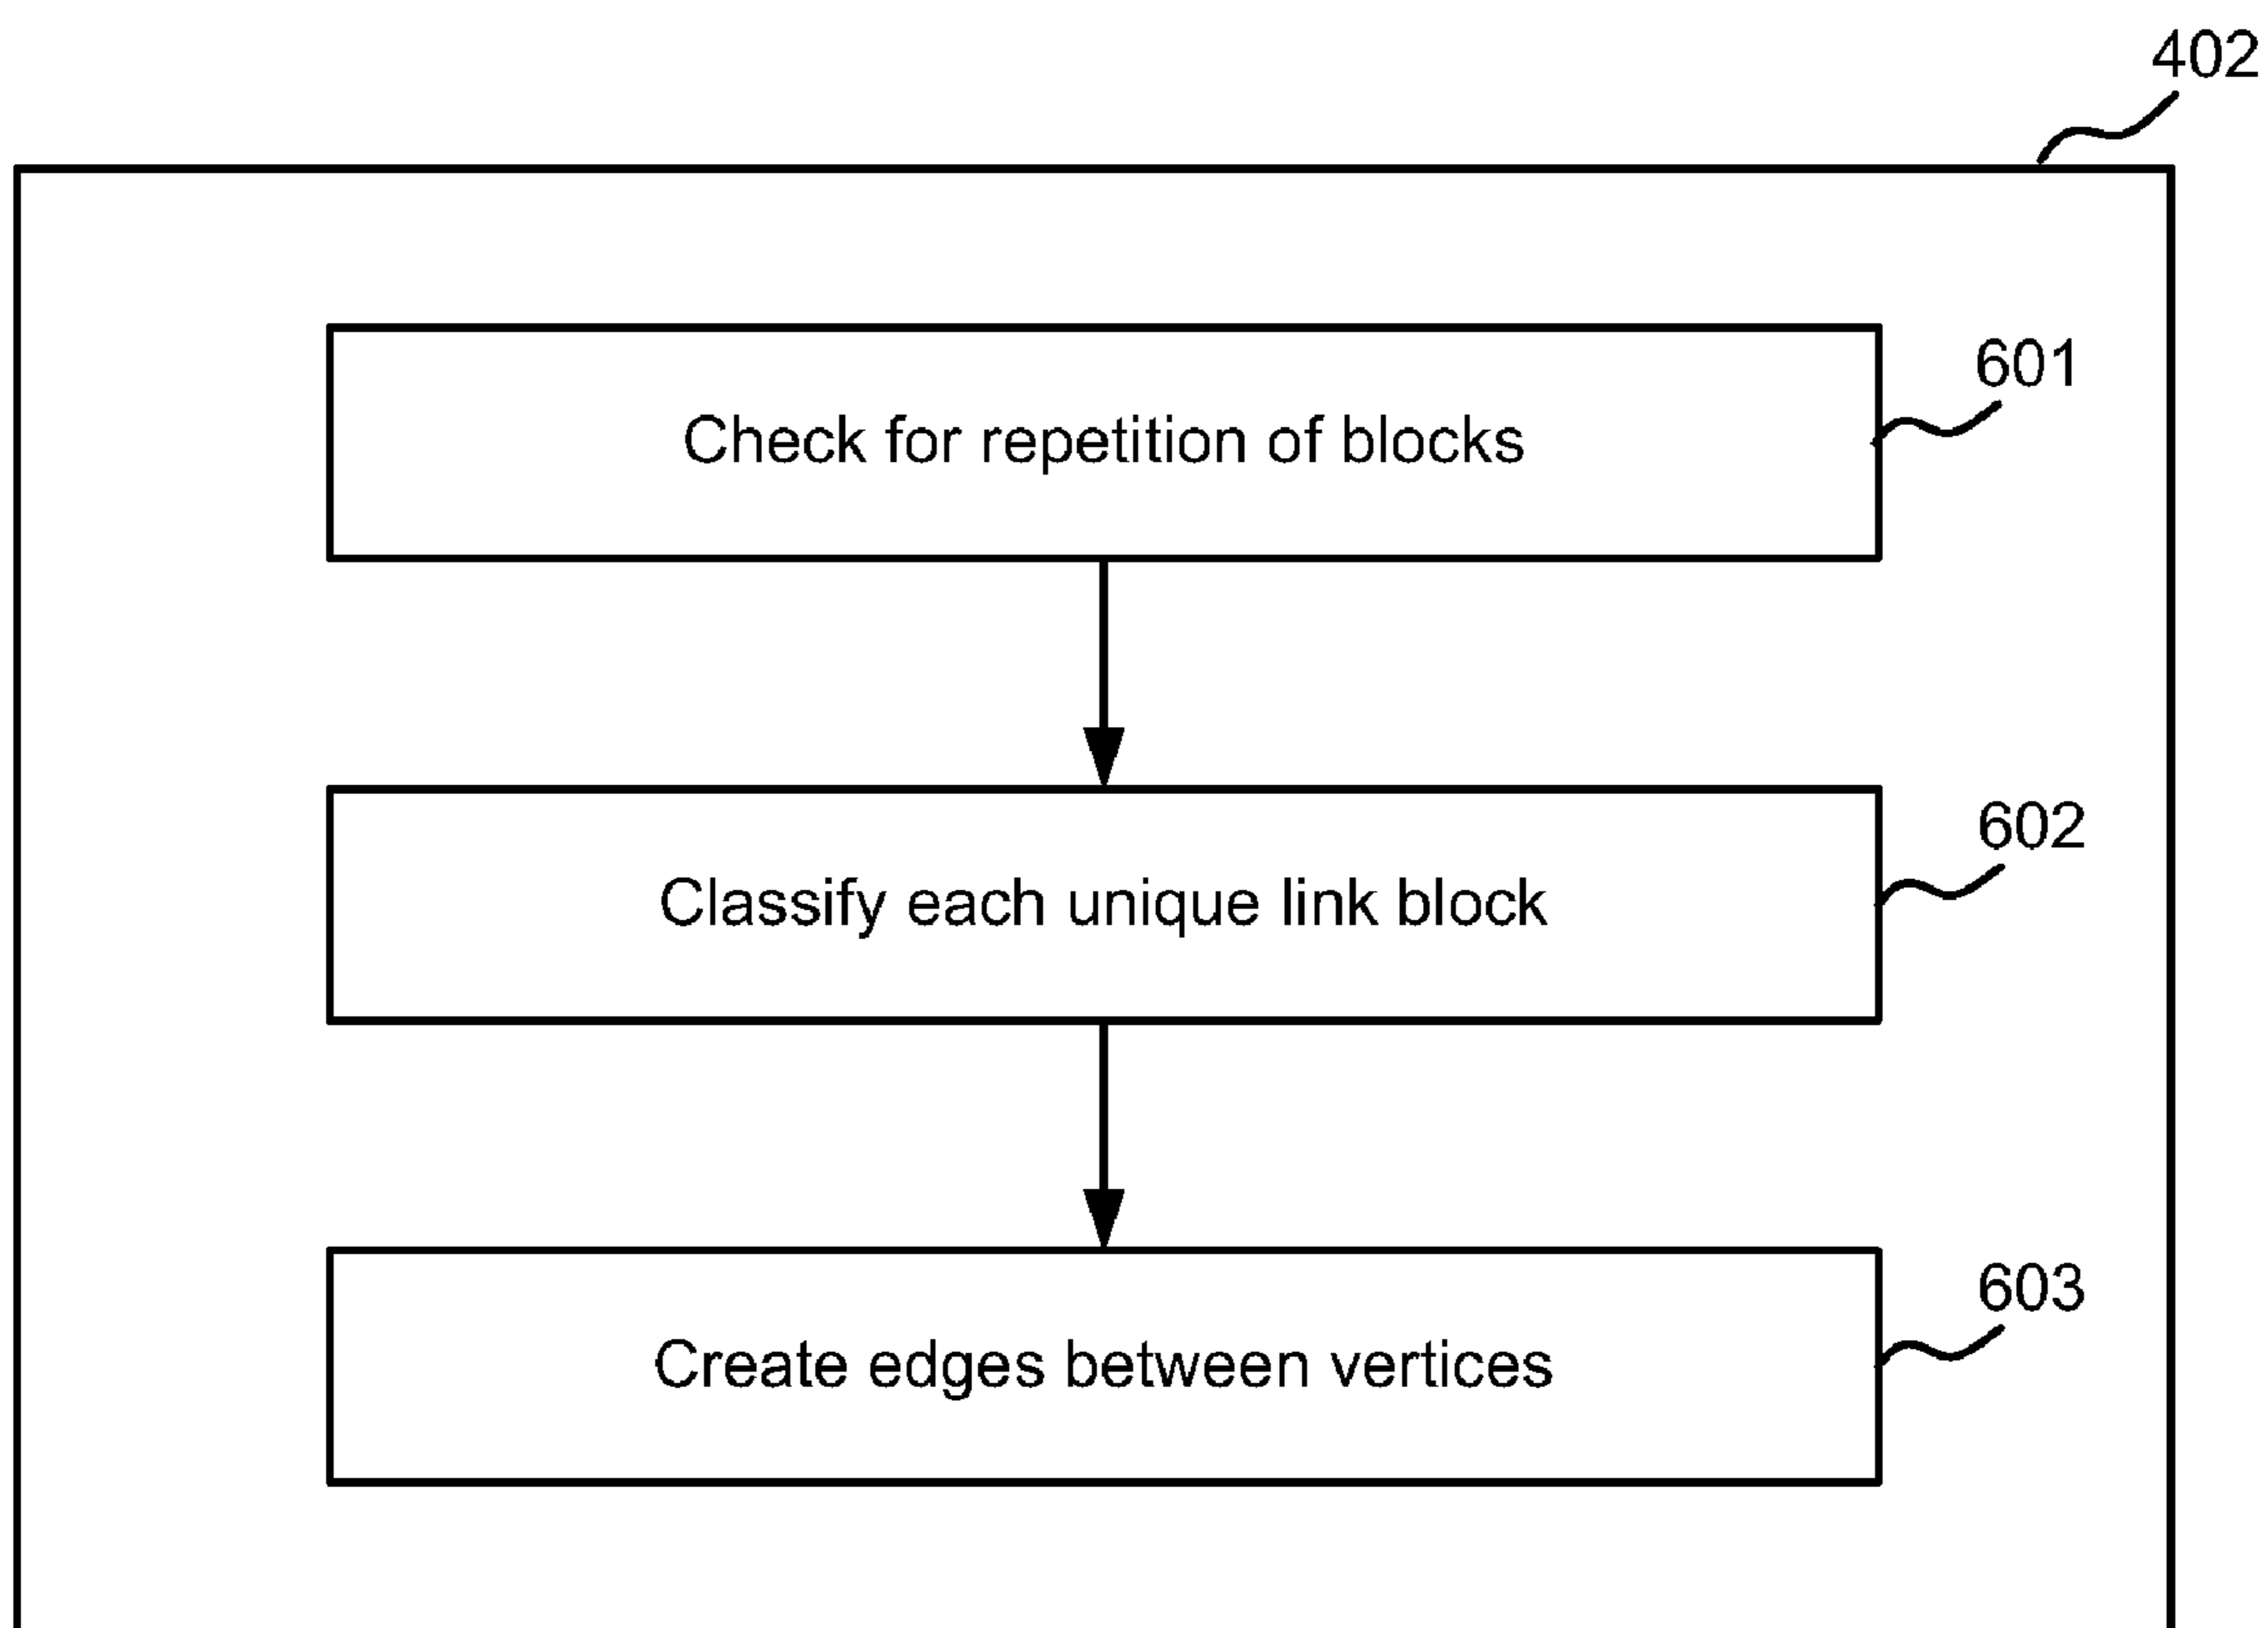 402
Check for repetition of blocks
601
Classify each unique link block
602
Create edges between vertices
603